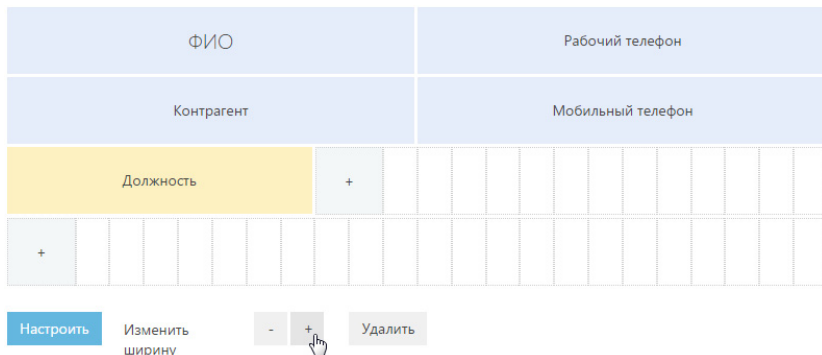 ФИО Рабочий телефон
Контрагент Мобильный телефон
Должность +
+
Настроить Изменить - + Удалить
ширину